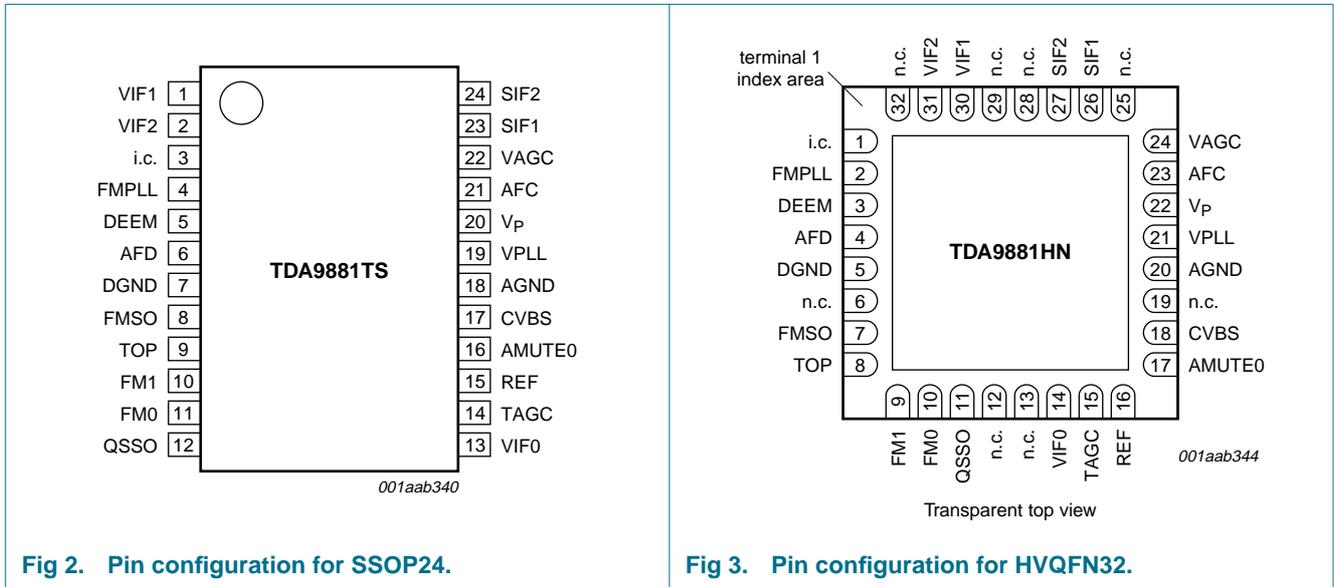 VIF1 1
VIF2 2
i.c. 3
FMPLL 4
DEEM 5
AFD 6
DGND 7
FMSO 8
TOP 9
FM1 10
FM0 11
QSSO 12
TDA9881TS
24 SIF2
23 SIF1
22 VAGC
21 AFC
20 VP
19 VPLL
18 AGND
17 CVBS
16 AMUTE0
15 REF
14 TAGC
13 VIF0
001aab340
Fig 2. Pin configuration for SSOP24.
terminal 1
index area
n.c. 32
VIF2 31
VIF1 30
n.c. 29
n.c. 28
SIF2 27
SIF1 26
n.c. 25
i.c. 1
FMPLL 2
DEEM 3
AFD 4
DGND 5
n.c. 6
FMSO 7
TOP 8
TDA9881HN
24 VAGC
23 AFC
22 VP
21 VPLL
20 AGND
19 n.c.
18 CVBS
17 AMUTE0
9 FM1
10 FM0
11 QSSO
12 n.c.
13 n.c.
14 VIF0
15 TAGC
16 REF
001aab344
Transparent top view
Fig 3. Pin configuration for HVQFN32.